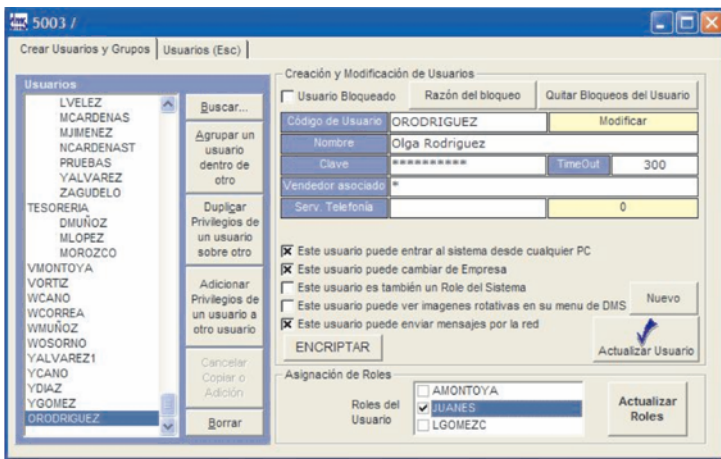 5003 /
Crear Usuarios y Grupos
Usuarios (Esc)
Usuarios
LVELEZ
MCARDENAS
MJIMENEZ
NCARDENAST
PRUEBAS
YALVAREZ
ZAGUDELO
TESORERIA
DMUÑOZ
MLOPEZ
MOROZCO
VMONTOYA
VORTIZ
WCANO
WCORREA
WMUÑOZ
WOSORNO
YALVAREZ1
YCANO
YDIAZ
YGOMEZ
ORODRIGUEZ
Buscar...
Agrupar un
usuario
dentro de
otro
Duplicar
Privilegios de
un usuario
sobre otro
Adicionar
Privilegios de
un usuario a
otro usuario
Cancelar
Copiar o
Adición
Borrar
Creación y Modificación de Usuarios
Usuario Bloqueado
Razón del bloqueo
Quitar Bloqueos del Usuario
Código de Usuario ORODRIGUEZ Modificar
Nombre Olga Rodriguez
Clave ********** TimeOut 300
Vendedor asociado *
Serv. Telefonía 0
Este usuario puede entrar al sistema desde cualquier PC
Este usuario puede cambiar de Empresa
Este usuario es también un Role del Sistema
Este usuario puede ver imagenes rotativas en su menu de DMS
Este usuario puede enviar mensajes por la red
Nuevo
ENCRIPTAR
Actualizar Usuario
Asignación de Roles
Roles del
Usuario
AMONTOYA
JUANES
LGOMEZC
Actualizar
Roles